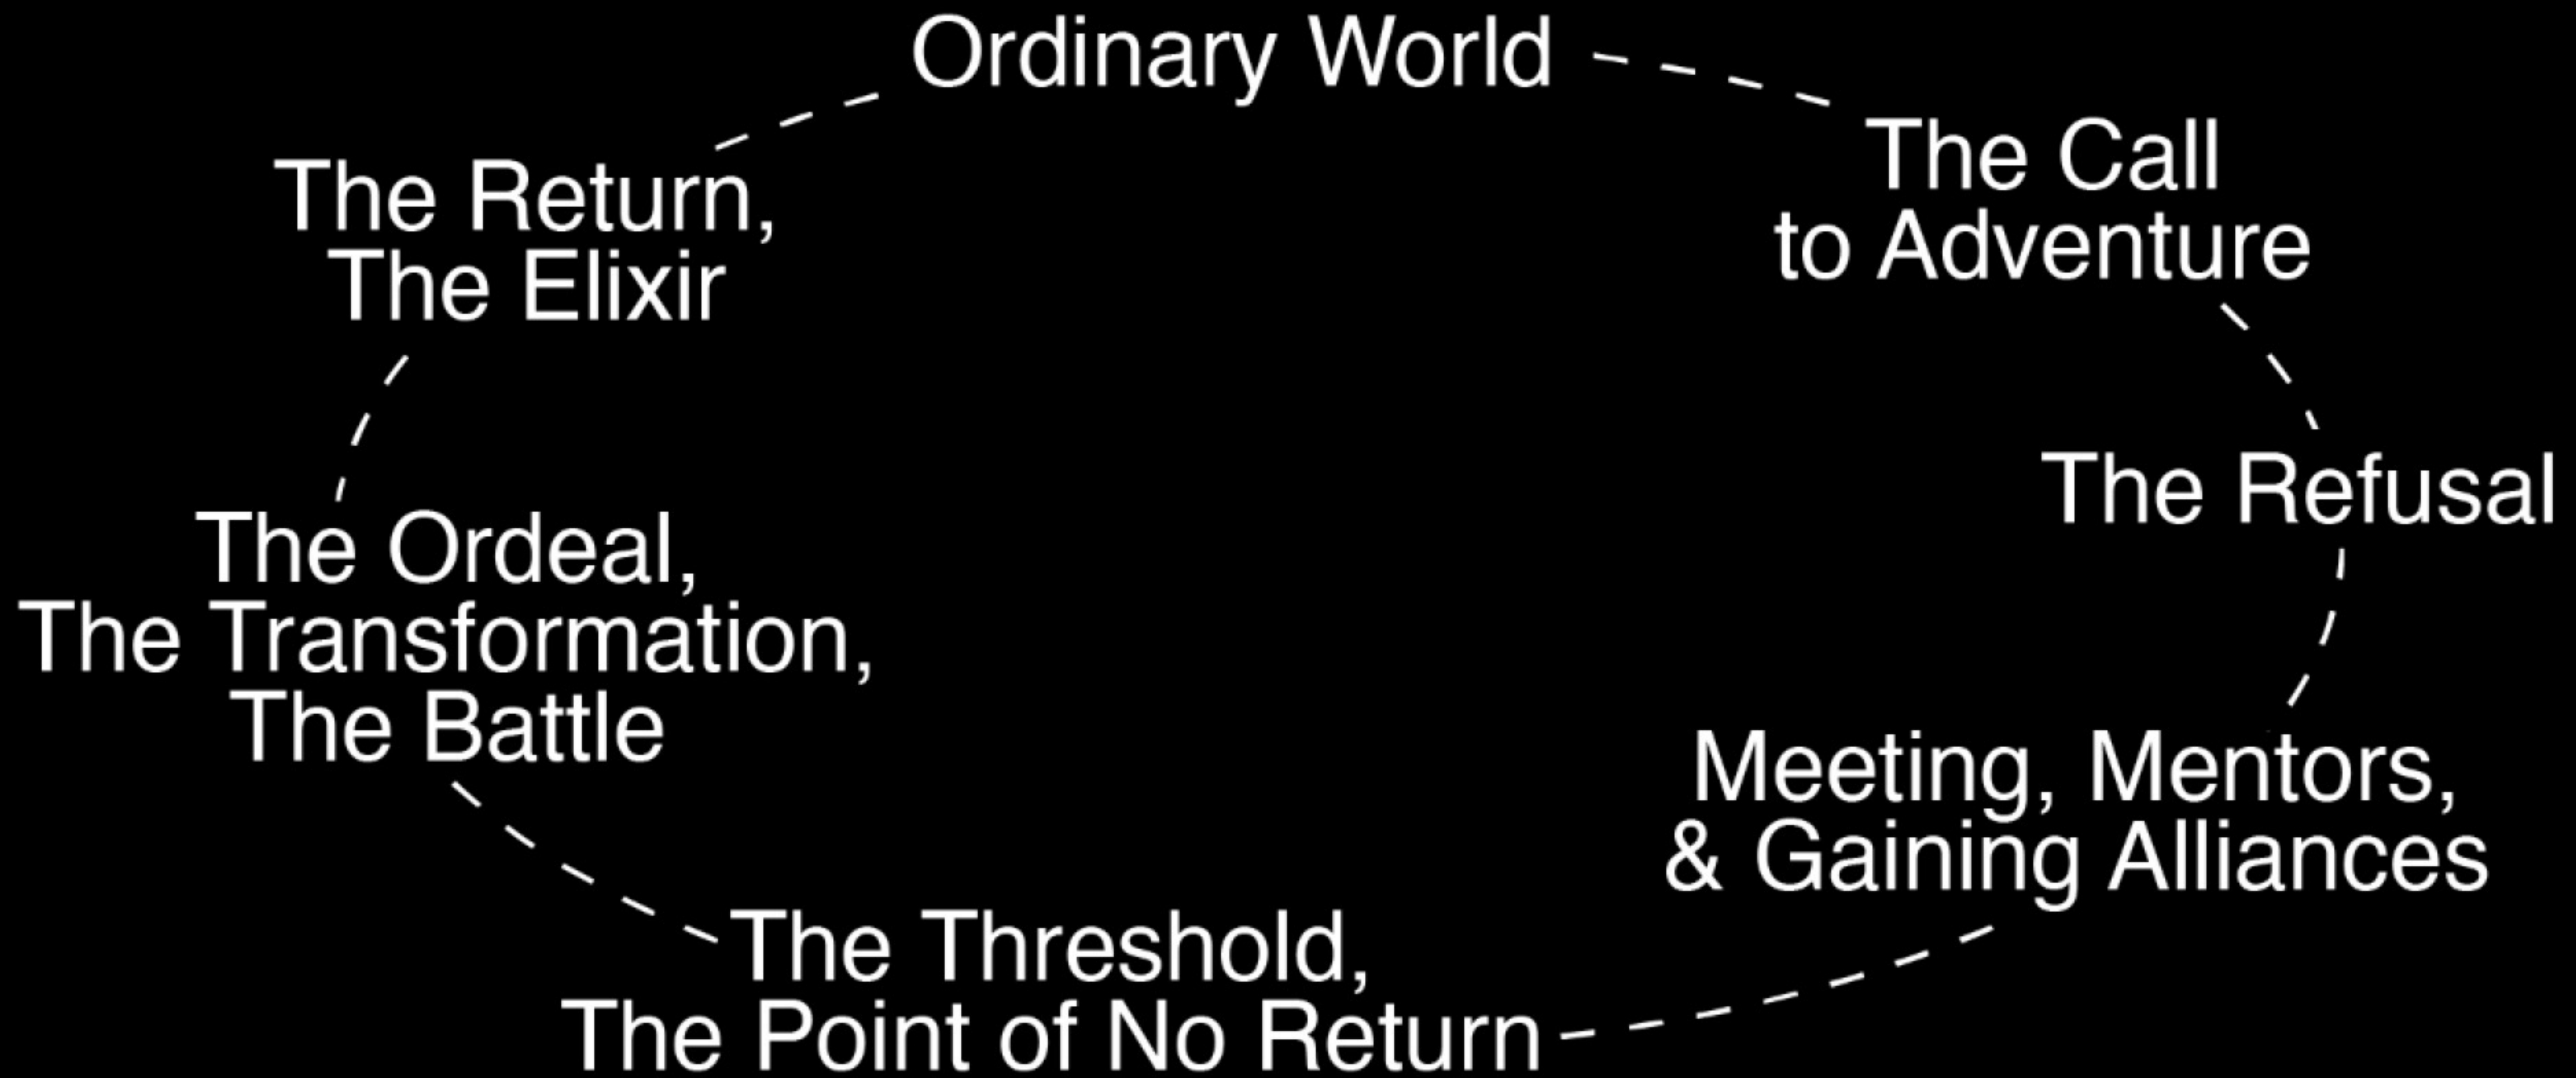 Ordinary World
The Call
to Adventure
The Refusal
Meeting, Mentors,
& Gaining Alliances
The Threshold,
The Point of No Return
The Ordeal,
The Transformation,
The Battle
The Return,
The Elixir